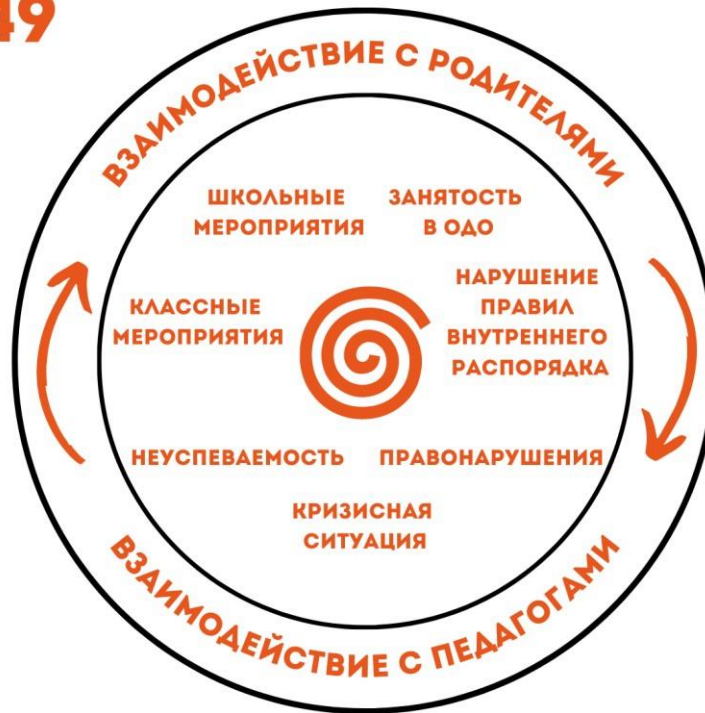 49
ВЗАИМОДЕЙСТВИЕ С РОДИТЕЛЯМИ
ШКОЛЬНЫЕ
МЕРОПРИЯТИЯ
ЗАНЯТОСТЬ
В ОДО
КЛАССНЫЕ
МЕРОПРИЯТИЯ
НАРУШЕНИЕ
ПРАВИЛ
ВНУТРЕННЕГО
РАСПОРЯДКА
НЕУСПЕВАЕМОСТЬ
ПРАВОНАРУШЕНИЯ
КРИЗИСНАЯ
СИТУАЦИЯ
ВЗАИМОДЕЙСТВИЕ С ПЕДАГОГАМИ